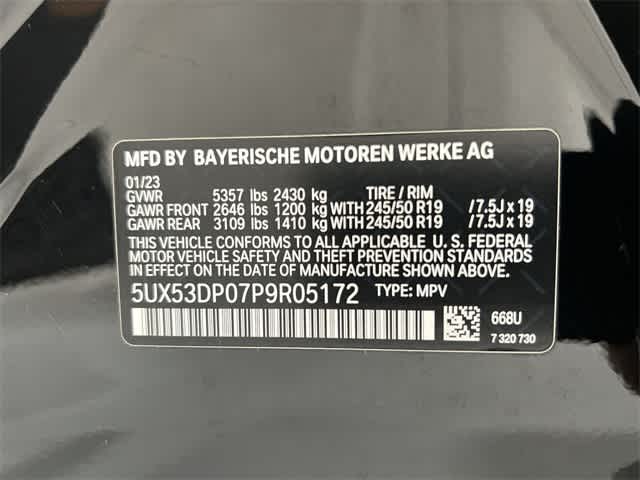 MFD BY BAYERISCHE MOTOREN WERKE AG
01/23
GVWR 5357 lbs 2430 kg TIRE / RIM
GAWR FRONT 2646 lbs 1200 kg WITH 245/50 R19 /7.5J x 19
GAWR REAR 3109 lbs 1410 kg WITH 245/50 R19 /7.5J x 19
THIS VEHICLE CONFORMS TO ALL APPLICABLE U. S. FEDERAL
MOTOR VEHICLE SAFETY AND THEFT PREVENTION STANDARDS
IN EFFECT ON THE DATE OF MANUFACTURE SHOWN ABOVE.
5UX53DP07P9R05172 TYPE: MPV
668U
7 320 730